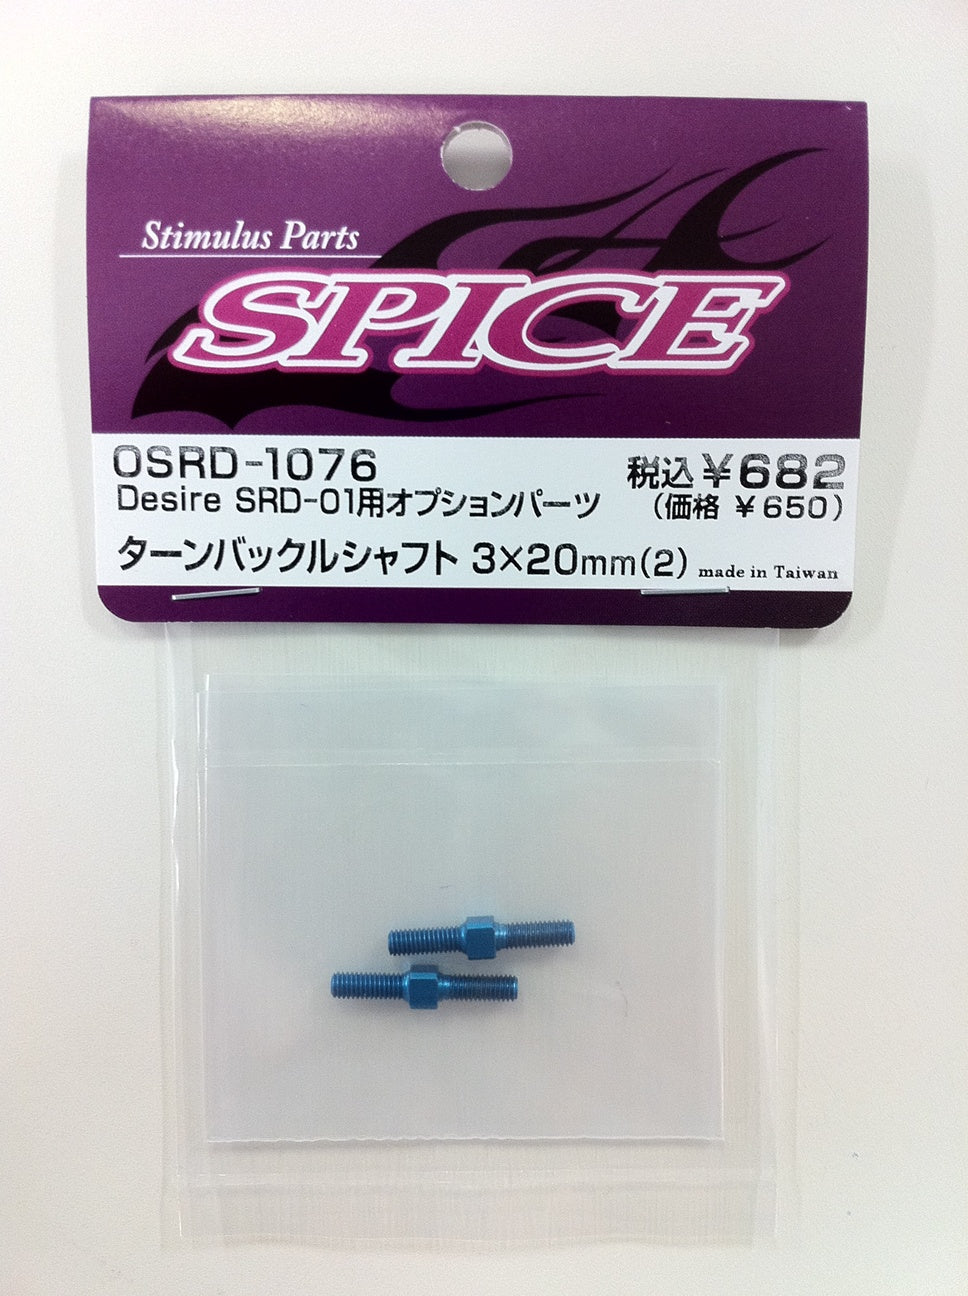 Stimulus Parts
SPICE
OSRD-1076
税込¥682
Desire SRD-01用オプションパーツ
(価格 ¥650)
ターンバックルシャフト 3×20mm(2)
made in Taiwan